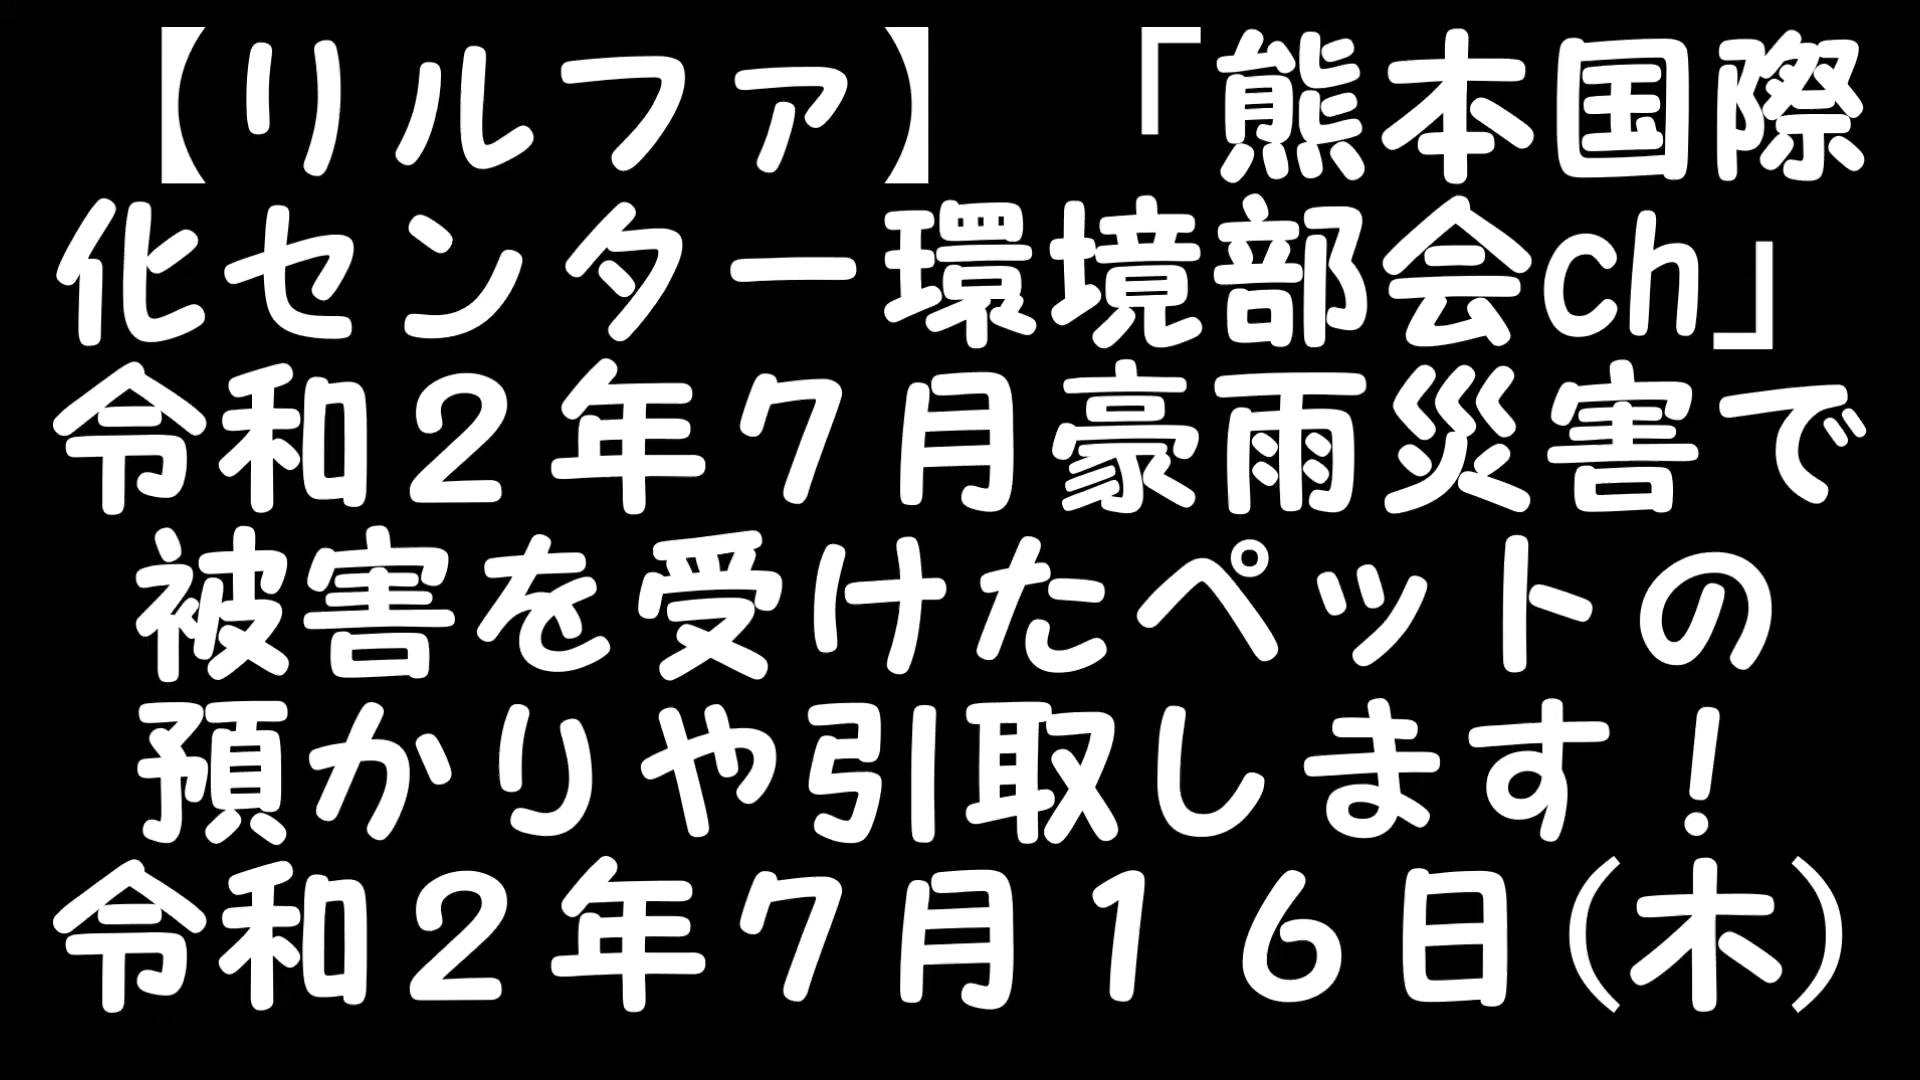 【リルファ】　「熊本国際
化センター環境部会ch」
令和２年７月豪雨災害で
被害を受けたペットの
預かりや引取します！
令和２年７月１６日(木)